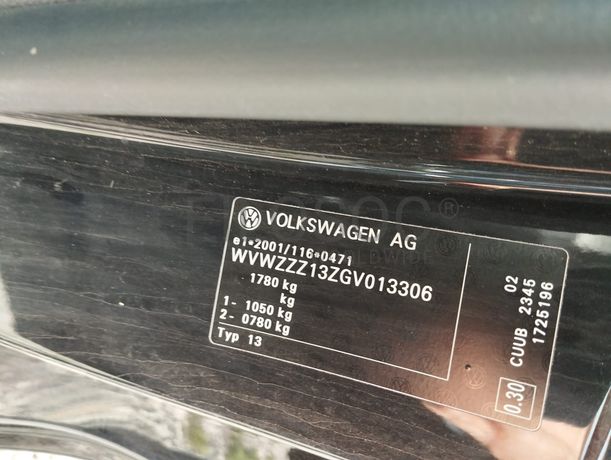 VOLKSWAGEN AG
e1*2001/116*0471
WVWZZZ13ZGV013306
1780 kg
kg
1- 1050 kg
2- 0780 kg
Typ 13
02
CUUB 2345
1725196
0.30